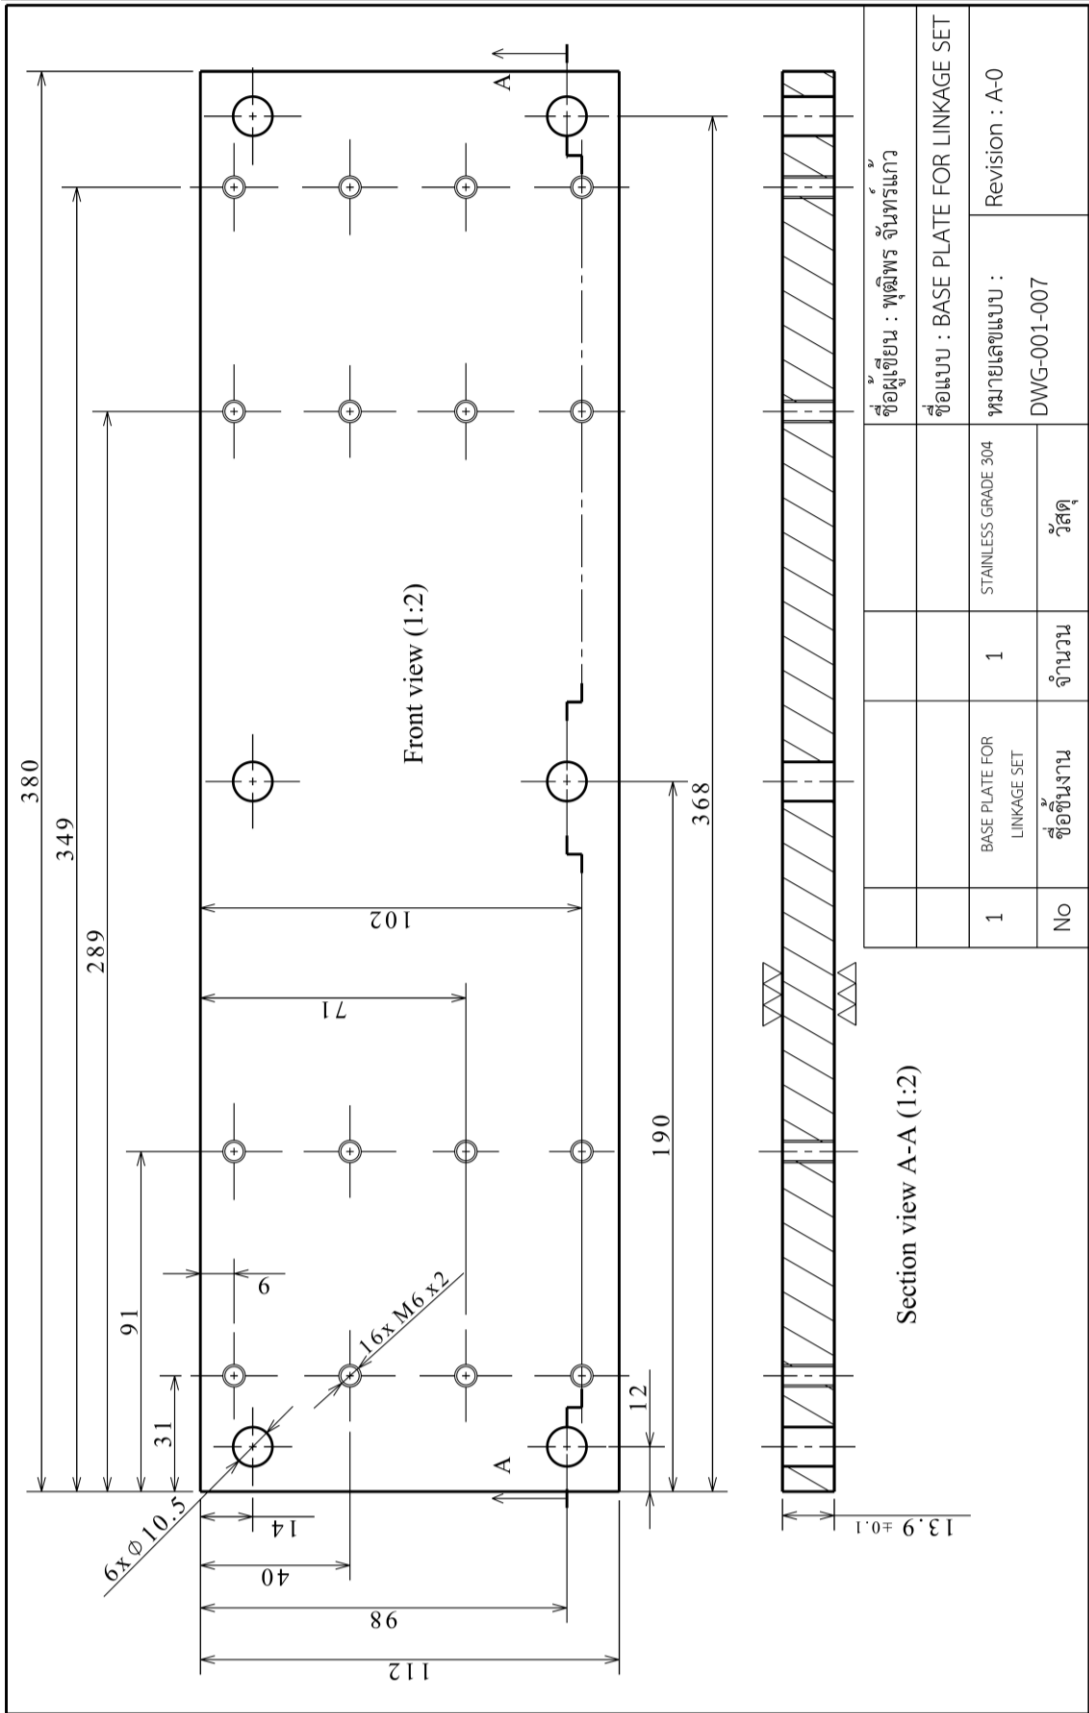 380
349
289
91
31
9
6x ϕ 10.5
16x M6 x2
14
40
98
112
71
102
12
190
368
A
A
Front view (1:2)
13.9 ±0.1
Section view A-A (1:2)
ชื่อผู้เขียน : พุฒิพร จันทร์แก้ว
ชื่อแบบ : BASE PLATE FOR LINKAGE SET
1
BASE PLATE FOR
LINKAGE SET
1
STAINLESS GRADE 304
หมายเลขแบบ :
DWG-001-007
Revision : A-0
No
ชื่อชิ้นงาน
จำนวน
วัสดุ